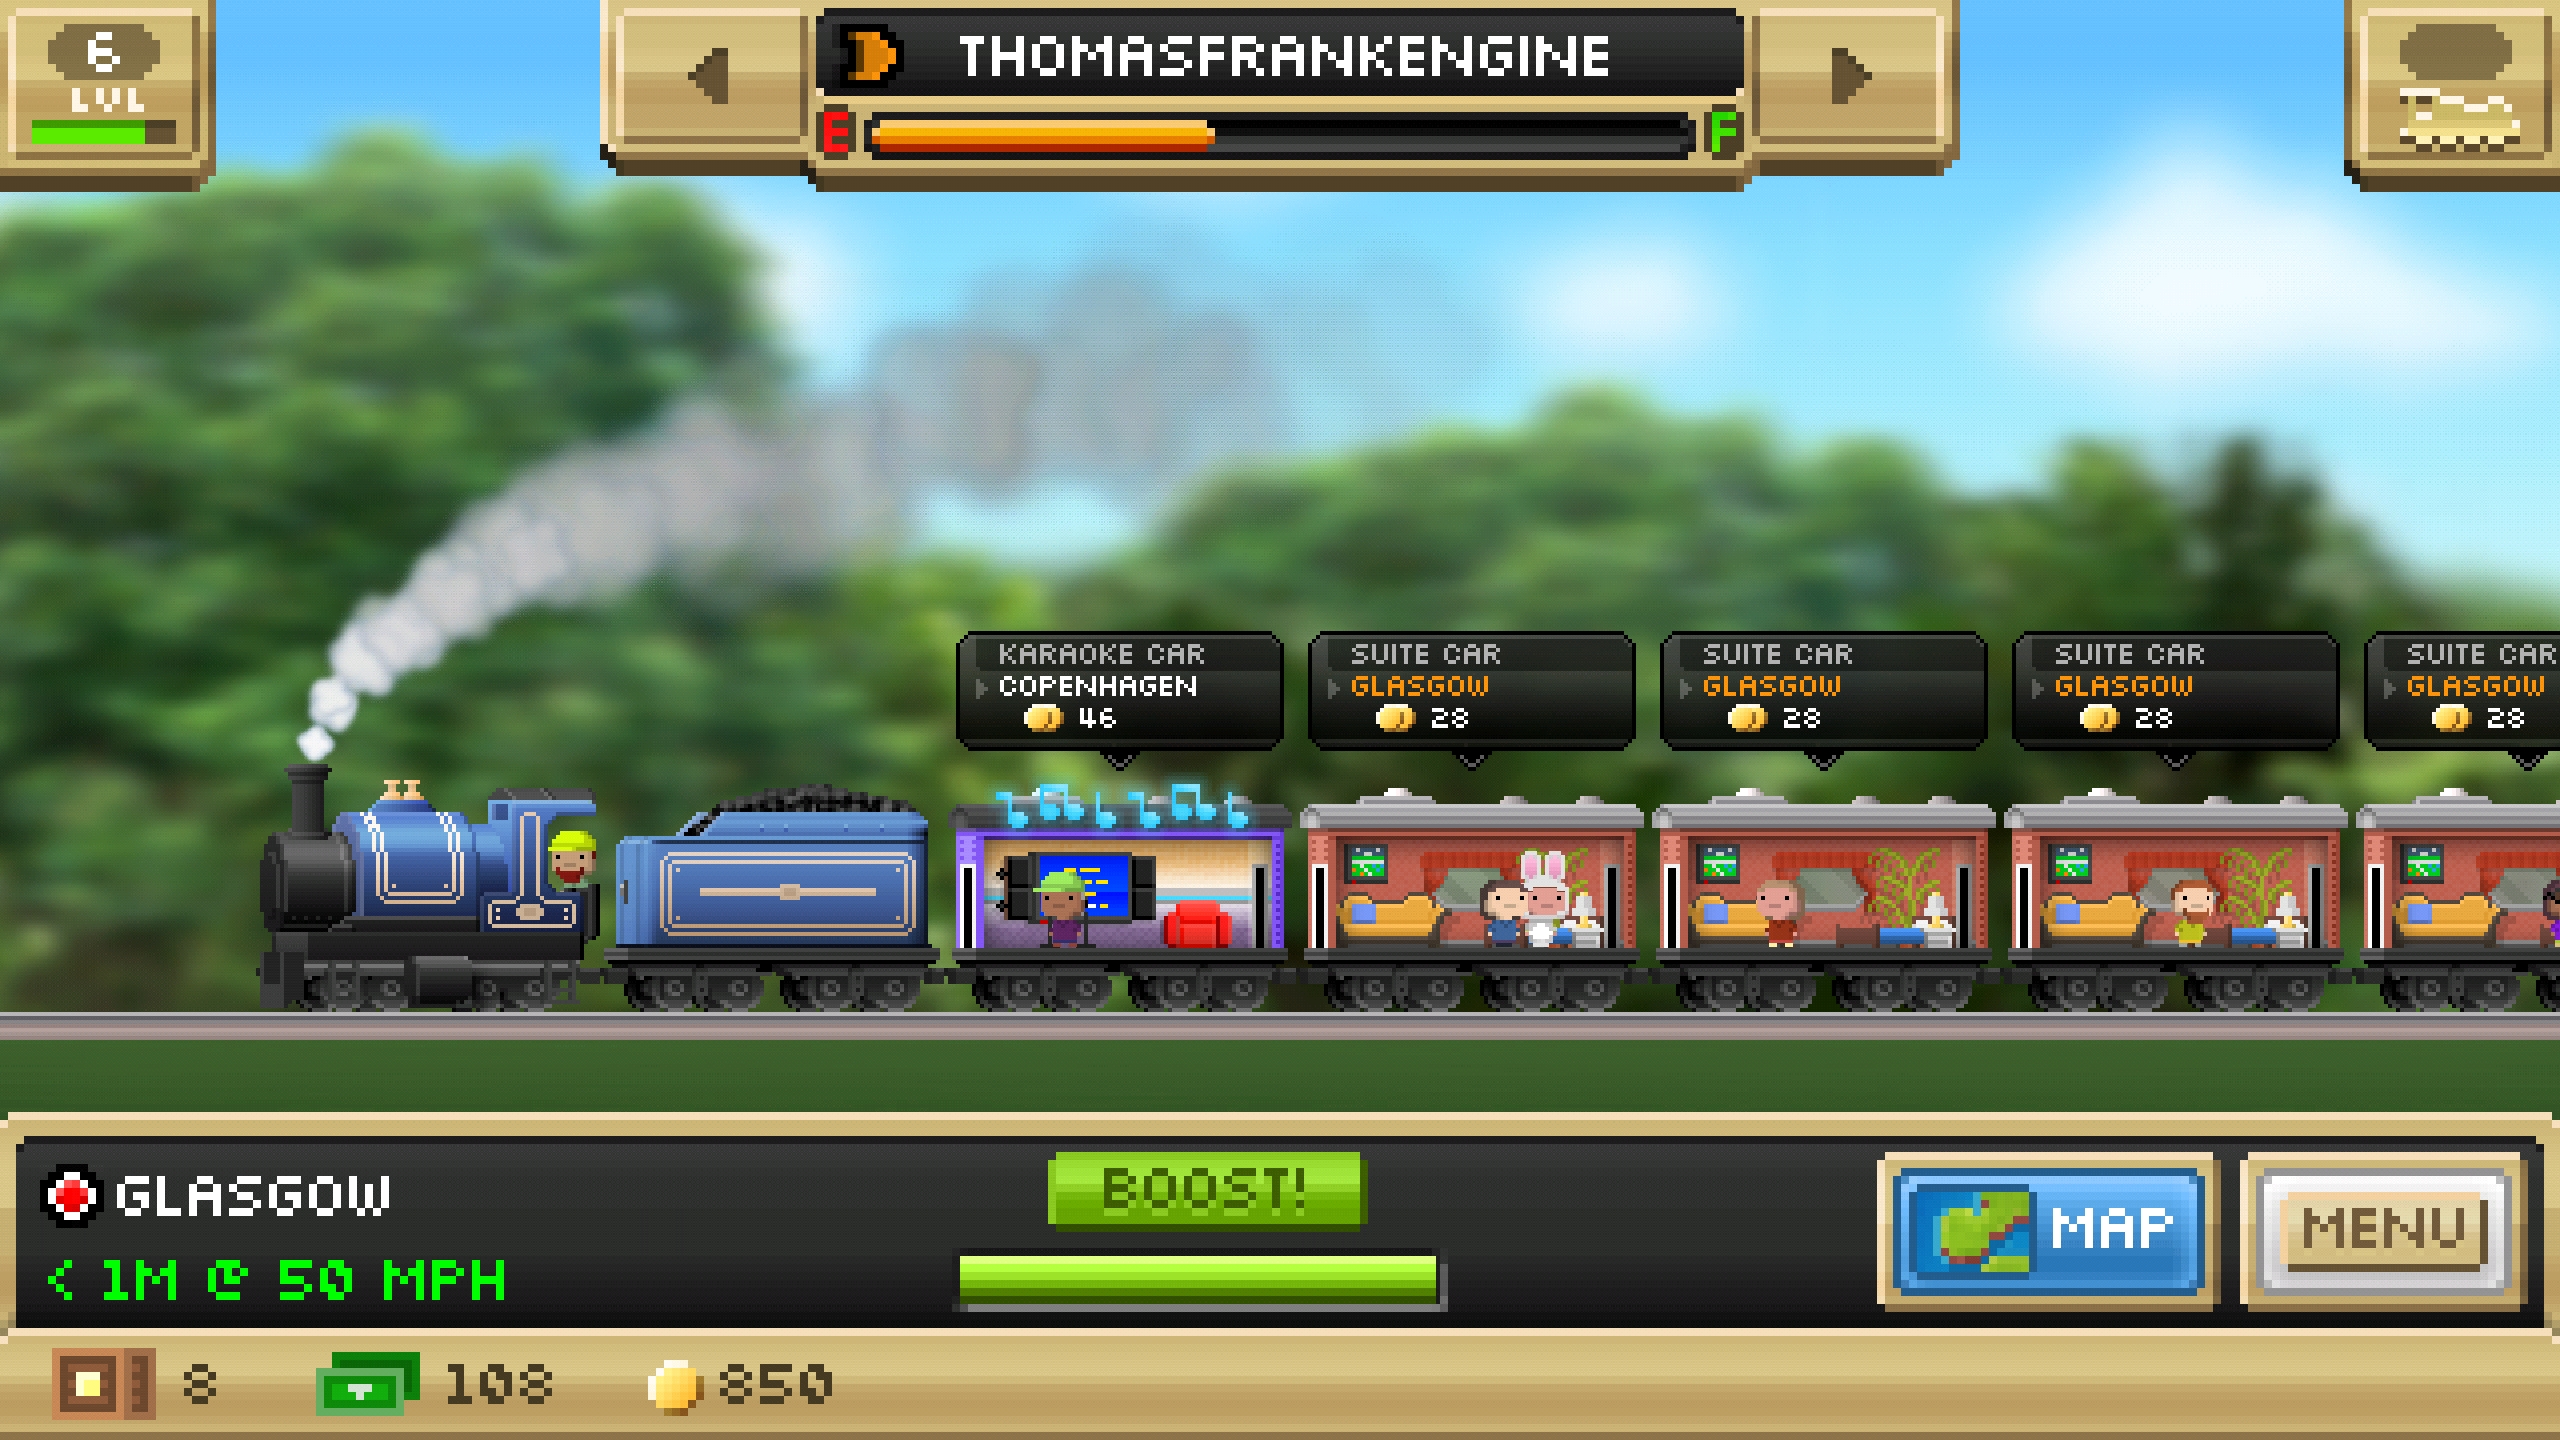 6
LVL
THOMASFRANKENGINE
E
F
KARAOKE CAR
COPENHAGEN
46
SUITE CAR
GLASGOW
28
SUITE CAR
GLASGOW
28
SUITE CAR
GLASGOW
28
SUITE CAR
GLASGOW
28
GLASGOW
< 1M @ 50 MPH
BOOST!
MAP
MENU
8
108
850